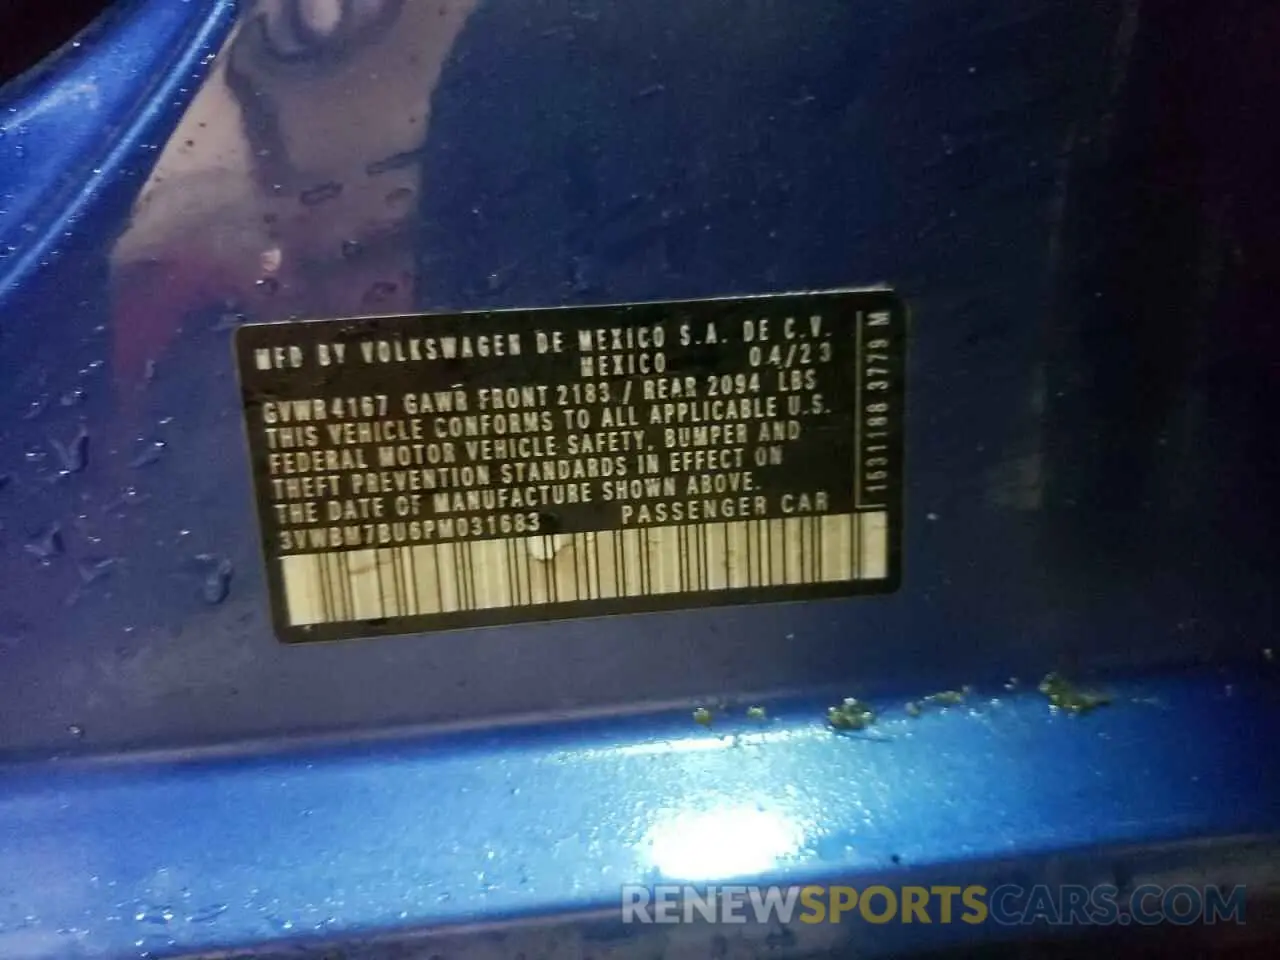 MFD BY VOLKSWAGEN DE MEXICO S.A. DE C.V.
MEXICO 04/23
GVWR 4167 GAWR FRONT 2183 / REAR 2094 LBS
THIS VEHICLE CONFORMS TO ALL APPLICABLE U.S.
FEDERAL MOTOR VEHICLE SAFETY, BUMPER AND
THEFT PREVENTION STANDARDS IN EFFECT ON
THE DATE OF MANUFACTURE SHOWN ABOVE.
3VWBM7BU6PM031683 PASSENGER CAR
1531188 3779 M
RENEWSPORTSCARS.COM